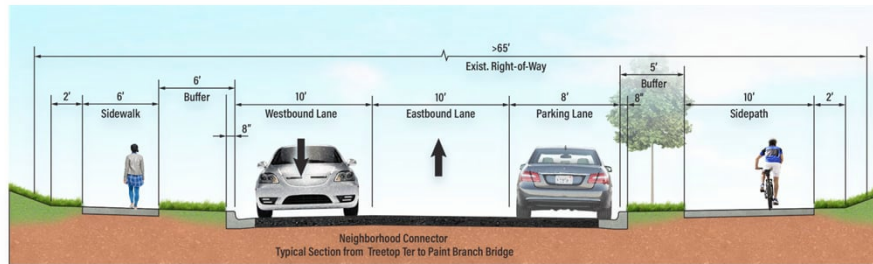 >65'
Exist. Right-of-Way
6'
Buffer
5'
Buffer
2'
6'
Sidewalk
10'
Westbound Lane
10'
Eastbound Lane
8'
Parking Lane
8"
10'
Sidepath
2'
8"
Neighborhood Connector
Typical Section from Treetop Ter to Paint Branch Bridge